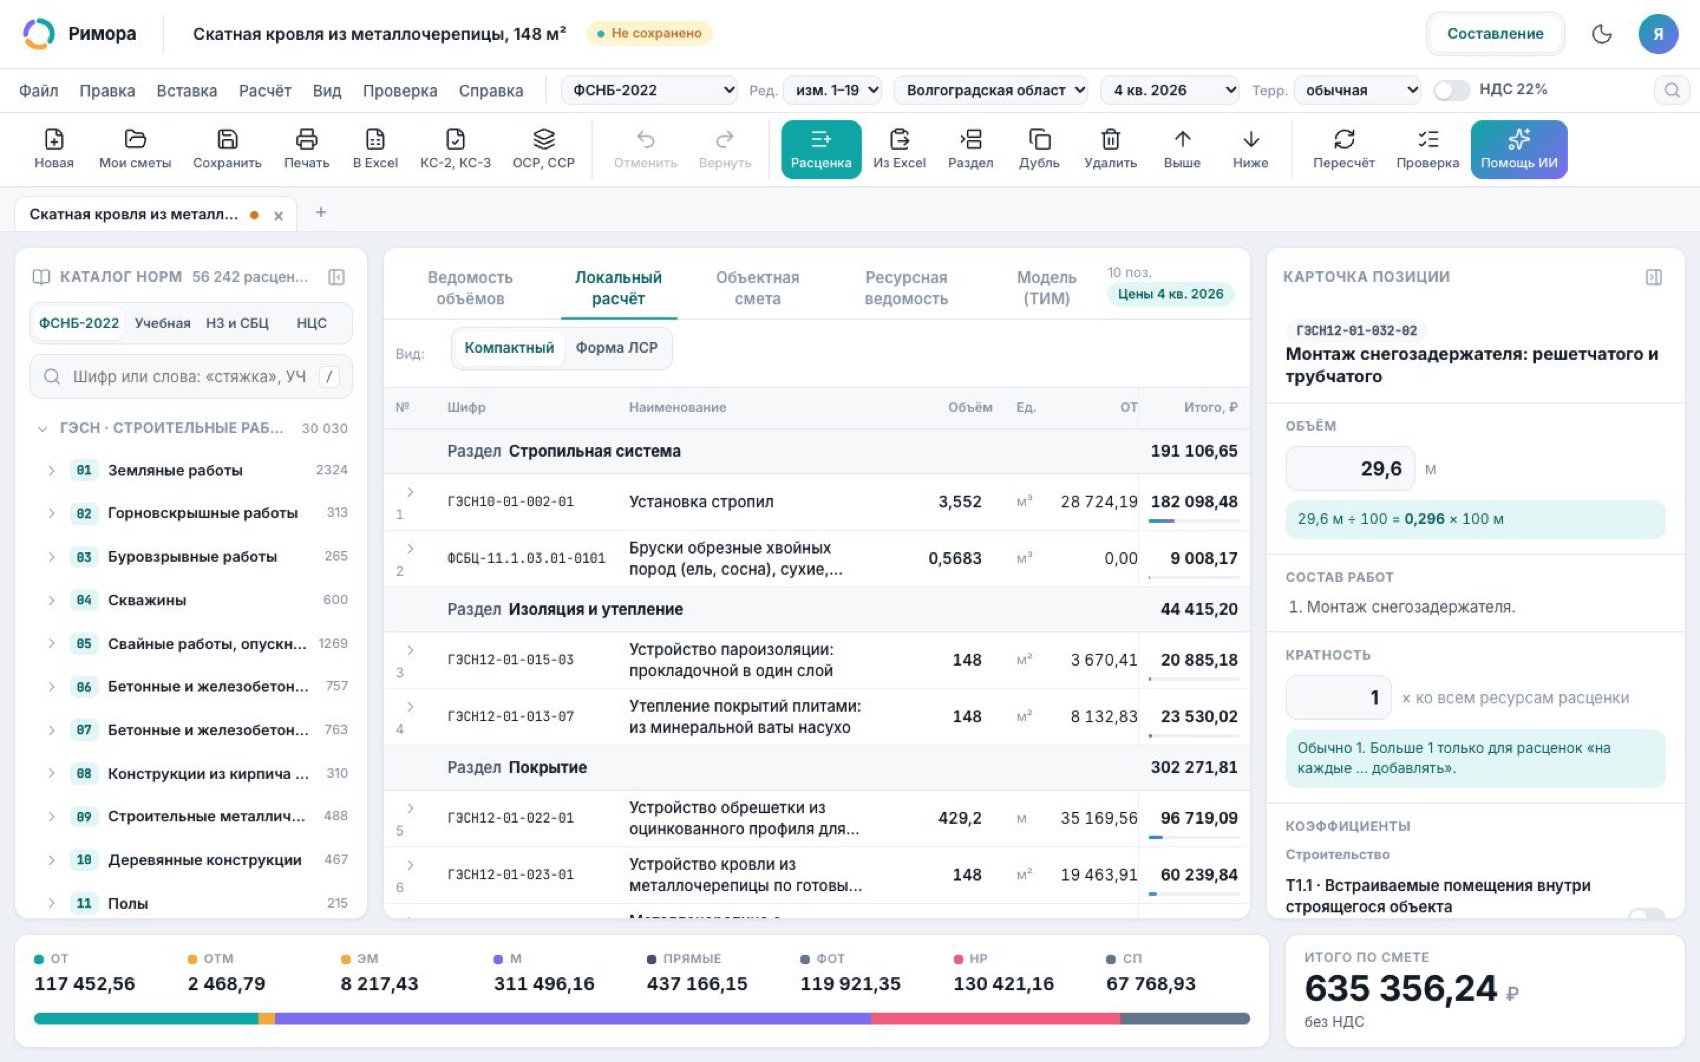 Римора
Скатная кровля из металлочерепицы, 148 м²
Не сохранено
Составление
Я
Файл Правка Вставка Расчёт Вид Проверка Справка
ФСНБ-2022
Ред.
изм. 1–19
Волгоградская област
4 кв. 2026
Терр.
обычная
НДС 22%
Новая
Мои сметы
Сохранить
Печать
В Excel
КС-2, КС-3
ОСР, ССР
Отменить
Вернуть
Расценка
Из Excel
Раздел
Дубль
Удалить
Выше
Ниже
Пересчёт
Проверка
Помощь ИИ
Скатная кровля из металл... ×
+
КАТАЛОГ НОРМ 56 242 расцен...
ФСНБ-2022 Учебная НЗ и СБЦ НЦС
Шифр или слова: «стяжка», УЧ /
ГЭСН · СТРОИТЕЛЬНЫЕ РАБ... 30 030
01 Земляные работы 2324
02 Горновскрышные работы 313
03 Буровзрывные работы 265
04 Скважины 600
05 Свайные работы, опускн... 1269
06 Бетонные и железобетон... 757
07 Бетонные и железобетон... 763
08 Конструкции из кирпича ... 310
09 Строительные металлич... 488
10 Деревянные конструкции 467
11 Полы 215
Ведомость
объёмов
Локальный
расчёт
Объектная
смета
Ресурсная
ведомость
Модель
(ТИМ)
10 поз.
Цены 4 кв. 2026
Вид:
Компактный Форма ЛСР
№ Шифр Наименование Объём Ед. ОТ Итого, ₽
Раздел Стропильная система 191 106,65
1 ГЭСН10-01-002-01 Установка стропил 3,552 м³ 28 724,19 182 098,48
2 ФСБЦ-11.1.03.01-0101 Бруски обрезные хвойных
пород (ель, сосна), сухие,... 0,5683 м³ 0,00 9 008,17
Раздел Изоляция и утепление 44 415,20
3 ГЭСН12-01-015-03 Устройство пароизоляции:
прокладочной в один слой 148 м² 3 670,41 20 885,18
4 ГЭСН12-01-013-07 Утепление покрытий плитами:
из минеральной ваты насухо 148 м² 8 132,83 23 530,02
Раздел Покрытие 302 271,81
5 ГЭСН12-01-022-01 Устройство обрешетки из
оцинкованного профиля для... 429,2 м 35 169,56 96 719,09
6 ГЭСН12-01-023-01 Устройство кровли из
металлочерепицы по готовы... 148 м² 19 463,91 60 239,84
КАРТОЧКА ПОЗИЦИИ
ГЭСН12-01-032-02
Монтаж снегозадержателя: решетчатого и
трубчатого
ОБЪЁМ
29,6 м
29,6 м ÷ 100 = 0,296 × 100 м
СОСТАВ РАБОТ
1. Монтаж снегозадержателя.
КРАТНОСТЬ
1 × ко всем ресурсам расценки
Обычно 1. Больше 1 только для расценок «на
каждые ... добавлять».
КОЭФФИЦИЕНТЫ
Строительство
Т1.1 · Встраиваемые помещения внутри
строящегося объекта
ОТ
117 452,56
ОТМ
2 468,79
ЭМ
8 217,43
М
311 496,16
ПРЯМЫЕ
437 166,15
ФОТ
119 921,35
НР
130 421,16
СП
67 768,93
ИТОГО ПО СМЕТЕ
635 356,24 ₽
без НДС